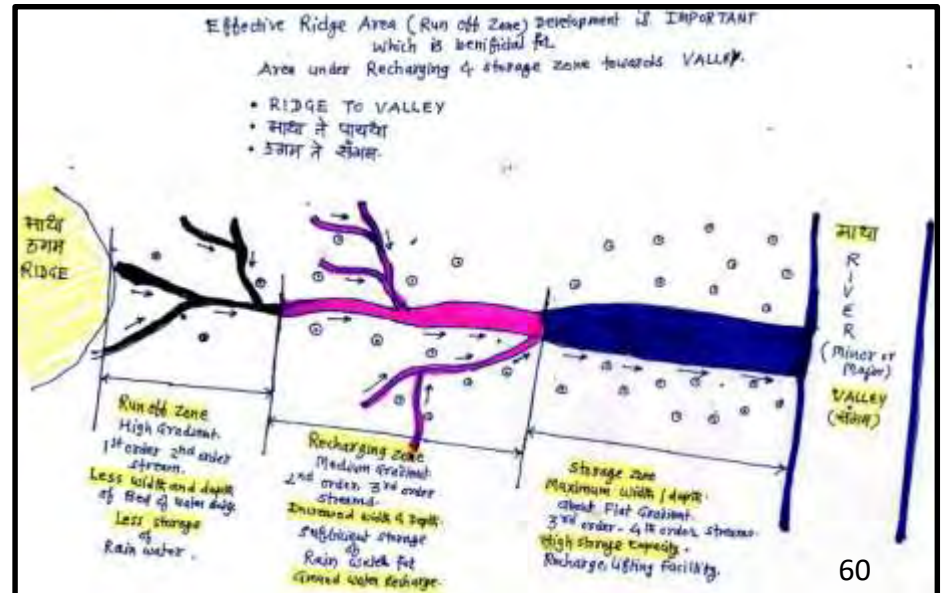 Effective Ridge Area (Run off Zone) Development is IMPORTANT
which is benificial for
Area under Recharging & storage zone towards VALLEY.
• RIDGE TO VALLEY
• माथा ते पायथा
• उगम ते संगम.
माथा
उगम
RIDGE
Run off Zone
High Gradient
1st order 2nd order
stream.
Less width and depth
of Bed of water
Less storage
of
Rain water.
Recharging Zone
Medium Gradient
2nd order, 3rd order
streams.
Increased width & Depth.
sufficient storage
of
Rain water for
Ground water Recharge.
Storage zone
Maximum width / depth.
about Flat Gradient.
3rd order - 4th order streams.
High storage capacity.
Recharge, lifting facility.
माथा
RIVER
(Minor or
Major)
VALLEY
(संगम)
60